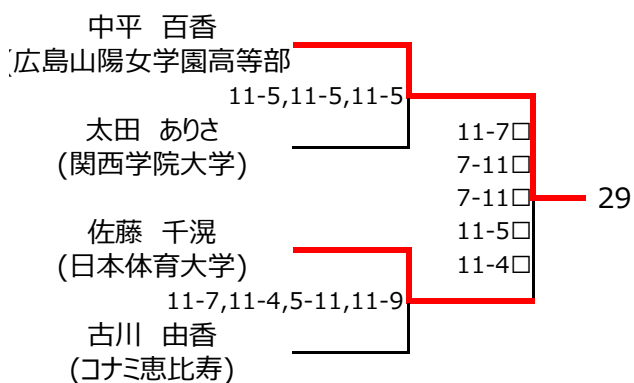 中平　百香
(広島山陽女学園高等部
11-5,11-5,11-5
太田　ありさ
(関西学院大学)
11-7□
7-11□
7-11□
11-5□
11-4□
29
佐藤　千滉
(日本体育大学)
11-7,11-4,5-11,11-9
古川　由香
(コナミ恵比寿)